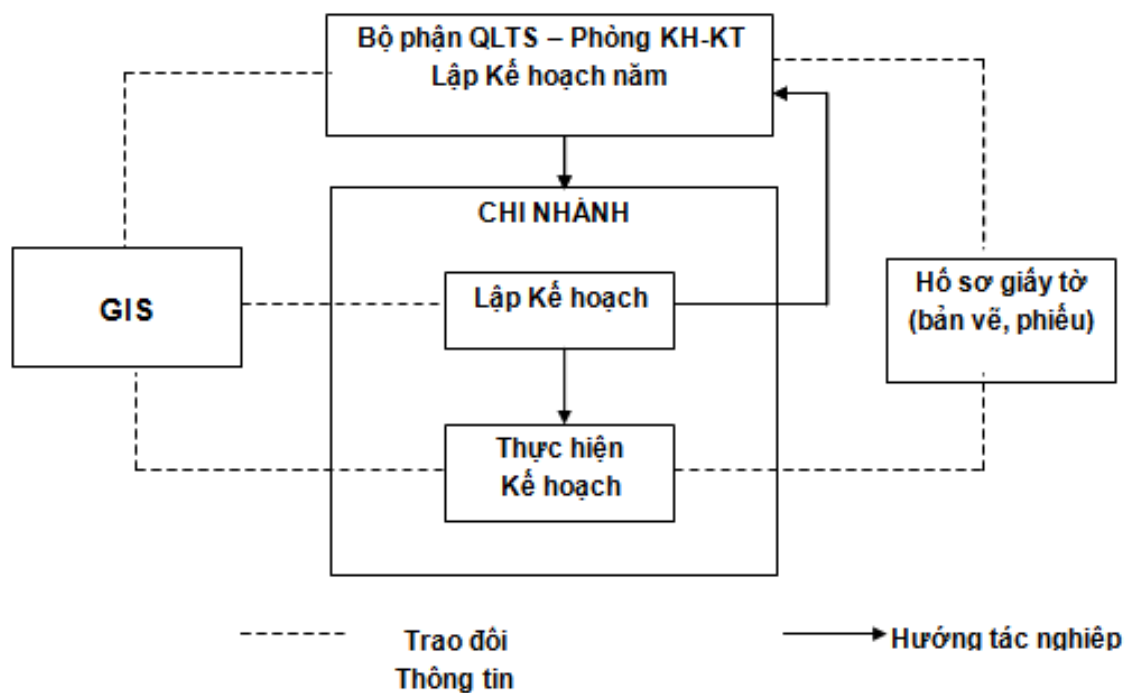 Bộ phận QLTS – Phòng KH-KT
Lập Kế hoạch năm
CHI NHÁNH
GIS
Lập Kế hoạch
Hồ sơ giấy tờ
(bản vẽ, phiếu)
Thực hiện
Kế hoạch
Trao đổi
Thông tin
Hướng tác nghiệp